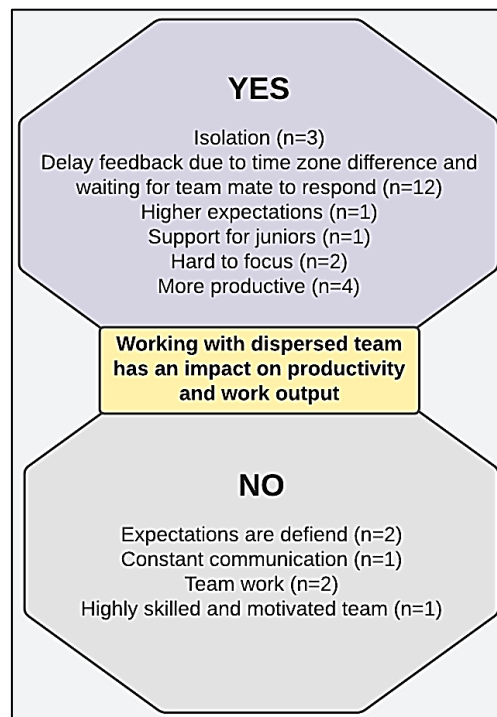 YES
Isolation (n=3)
Delay feedback due to time zone difference and
waiting for team mate to respond (n=12)
Higher expectations (n=1)
Support for juniors (n=1)
Hard to focus (n=2)
More productive (n=4)
Working with dispersed team
has an impact on productivity
and work output
NO
Expectations are defiend (n=2)
Constant communication (n=1)
Team work (n=2)
Highly skilled and motivated team (n=1)